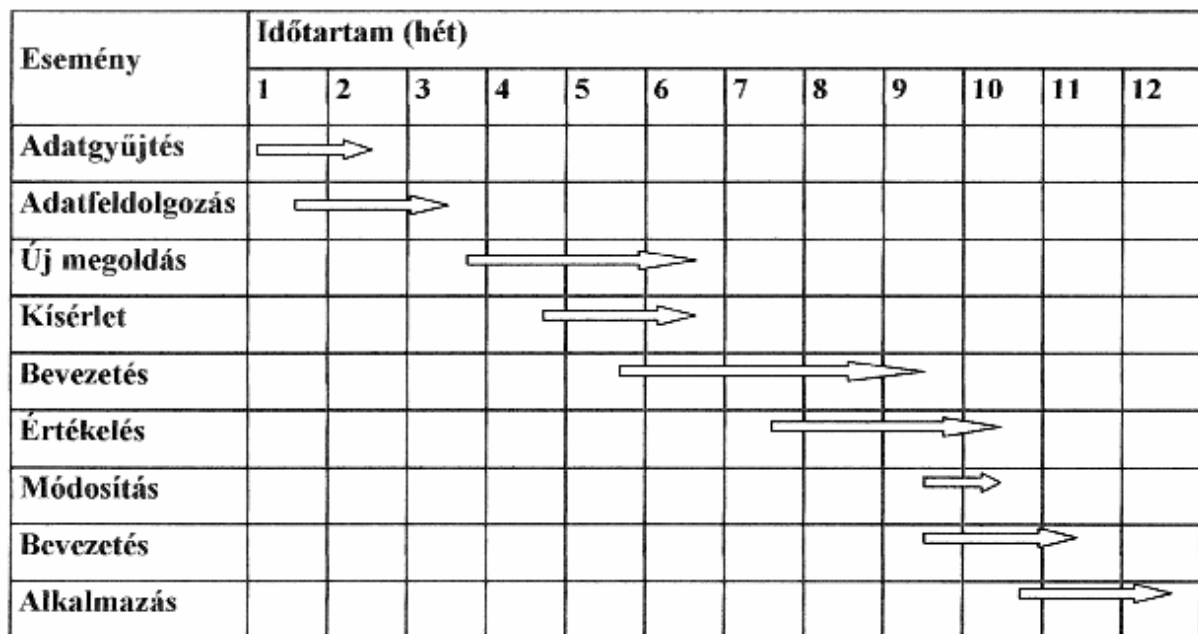 Esemény
Időtartam (hét)
1 2 3 4 5 6 7 8 9 10 11 12
Adatgyűjtés
Adatfeldolgozás
Új megoldás
Kísérlet
Bevezetés
Értékelés
Módosítás
Bevezetés
Alkalmazás